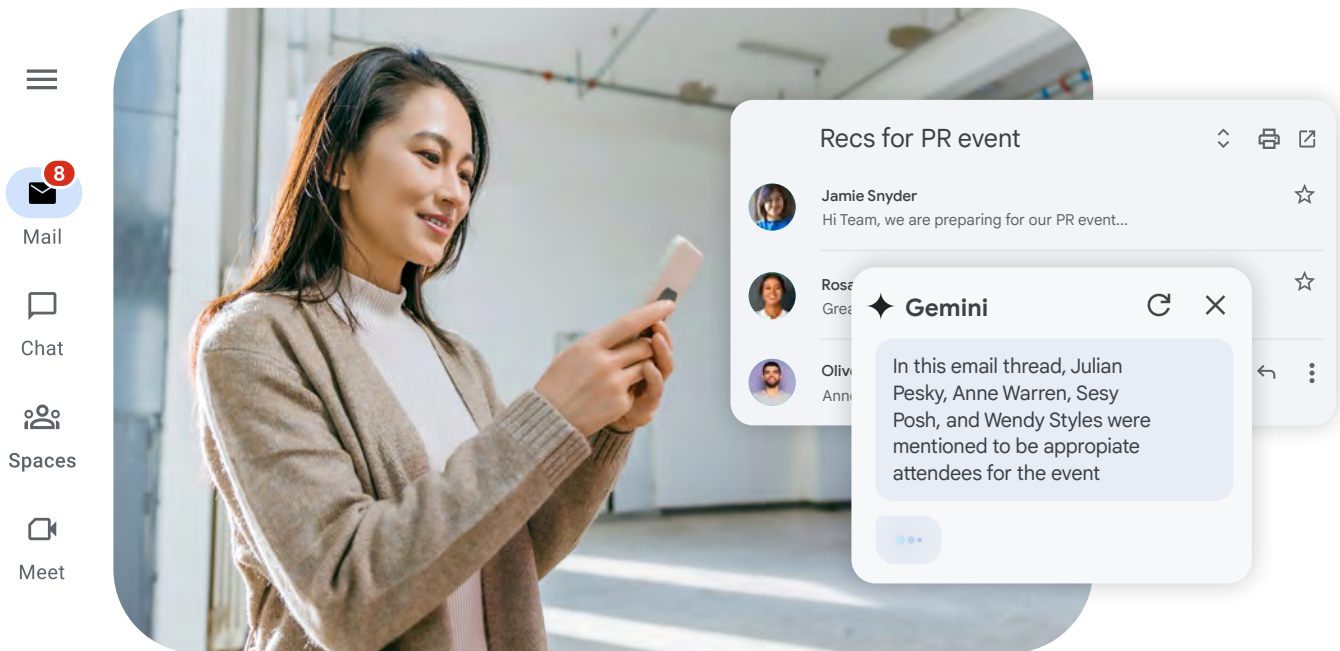 8
Mail
Chat
Spaces
Meet
Recs for PR event
Jamie Snyder
Hi Team, we are preparing for our PR event...
Gemini
In this email thread, Julian
Pesky, Anne Warren, Sesy
Posh, and Wendy Styles were
mentioned to be appropiate
attendees for the event